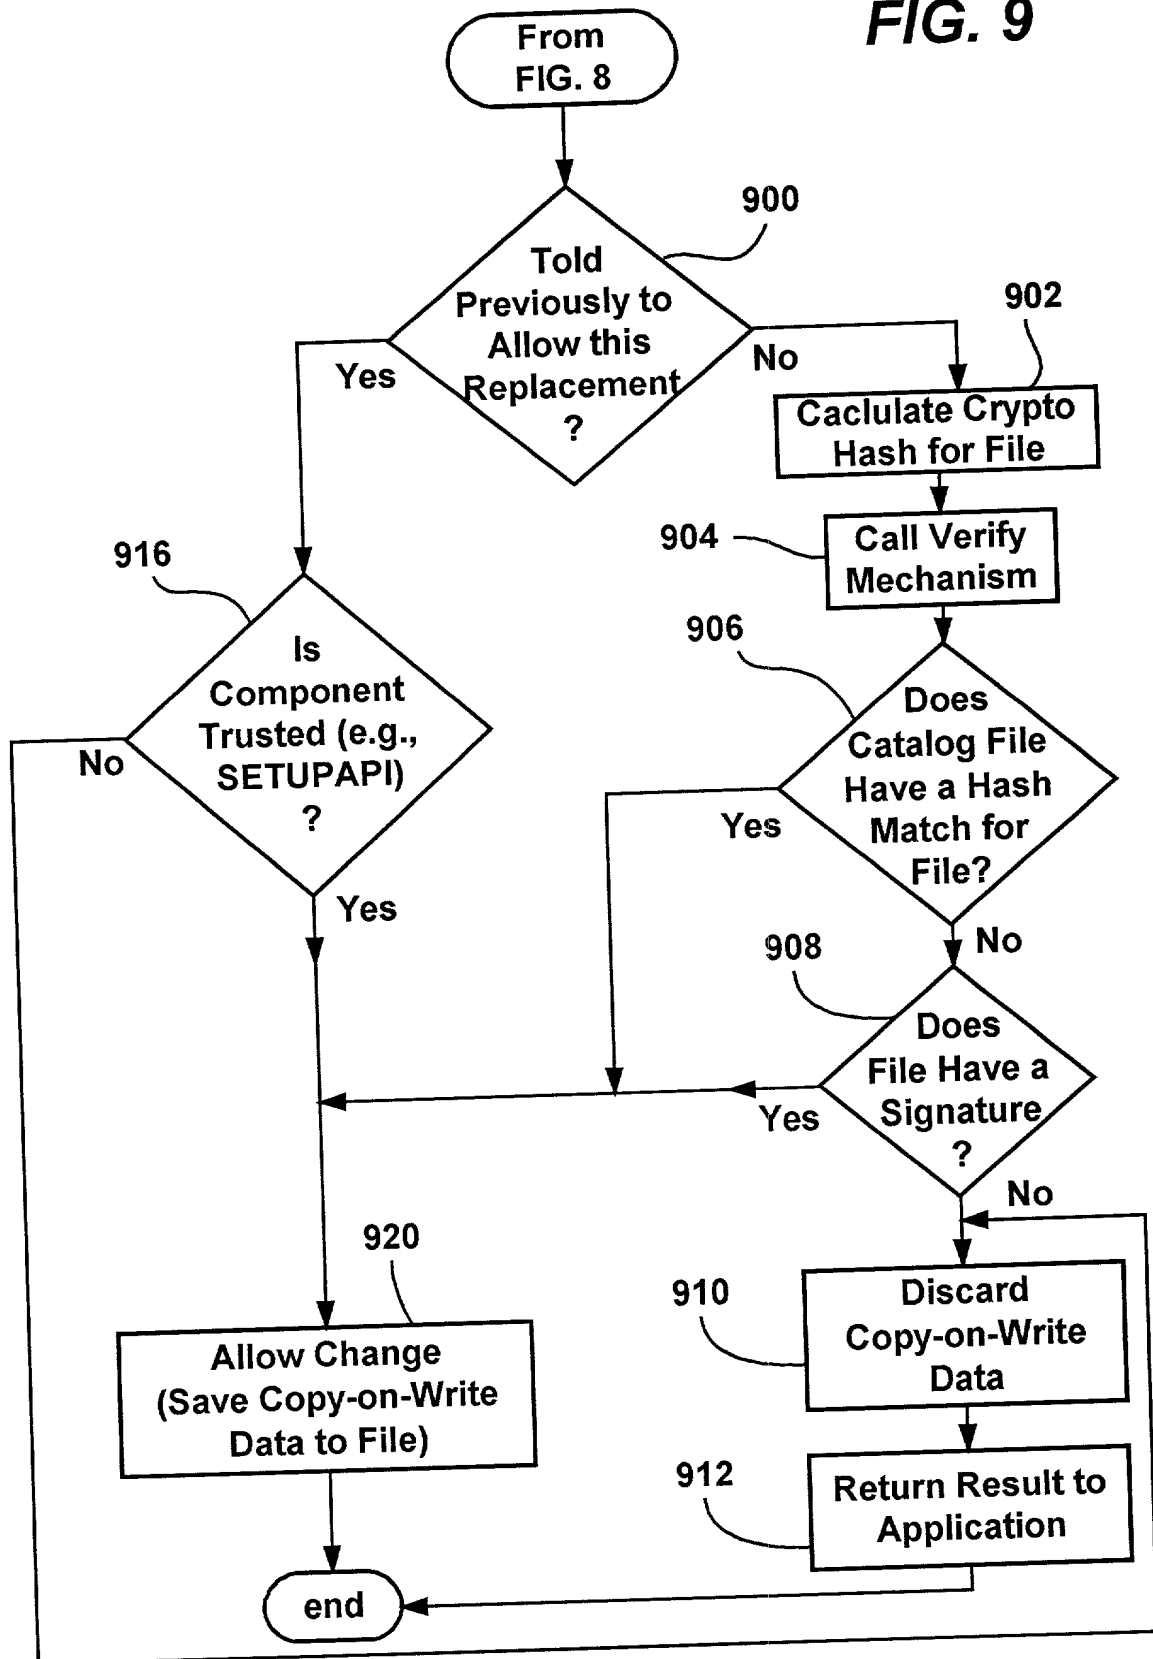 FIG. 9
From
FIG. 8
900
Told
Previously to
Allow this
Replacement
?
Yes
No
902
Caclulate Crypto
Hash for File
904
Call Verify
Mechanism
916
Is
Component
Trusted (e.g.,
SETUPAPI)
?
No
Yes
906
Does
Catalog File
Have a Hash
Match for
File?
Yes
No
908
Does
File Have a
Signature
?
Yes
No
920
Allow Change
(Save Copy-on-Write
Data to File)
910
Discard
Copy-on-Write
Data
912
Return Result to
Application
end